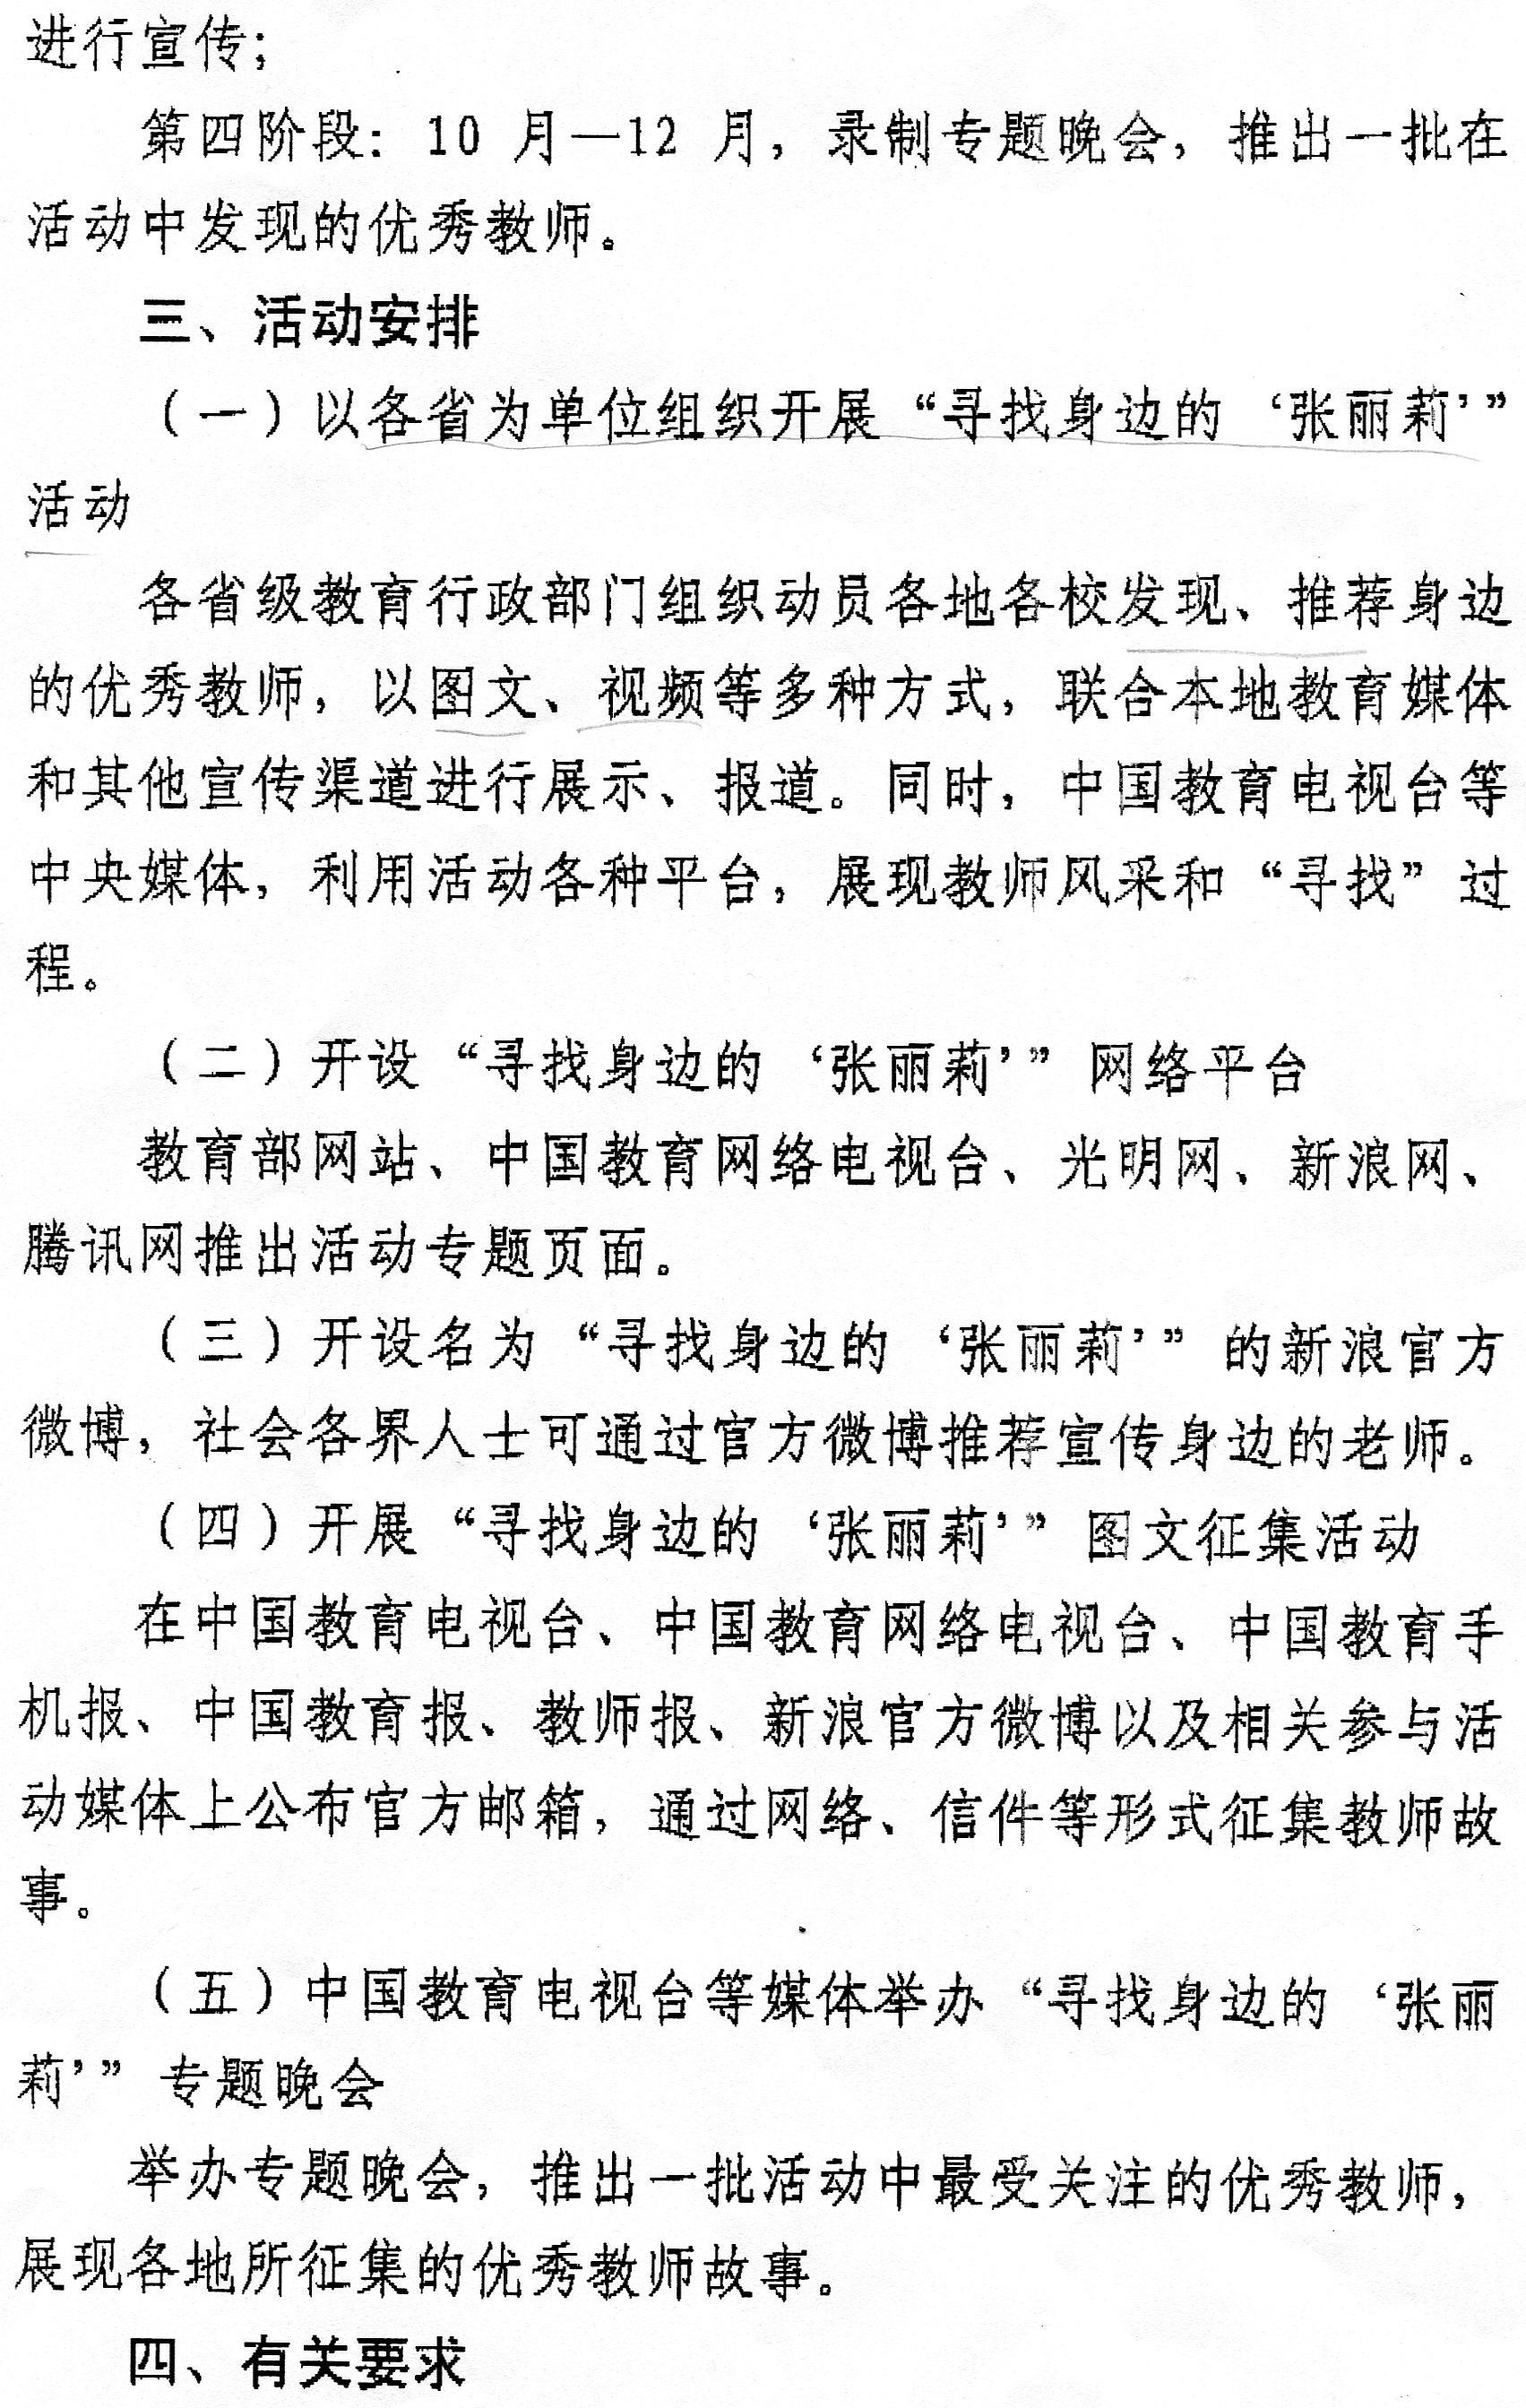 进行宣传；
第四阶段：10 月—12 月，录制专题晚会，推出一批在
活动中发现的优秀教师。
三、活动安排
（一）以各省为单位组织开展“寻找身边的‘张丽莉’”
活动
各省级教育行政部门组织动员各地各校发现、推荐身边
的优秀教师，以图文、视频等多种方式，联合本地教育媒体
和其他宣传渠道进行展示、报道。同时，中国教育电视台等
中央媒体，利用活动各种平台，展现教师风采和“寻找”过
程。
（二）开设“寻找身边的‘张丽莉’”网络平台
教育部网站、中国教育网络电视台、光明网、新浪网、
腾讯网推出活动专题页面。
（三）开设名为“寻找身边的‘张丽莉’”的新浪官方
微博，社会各界人士可通过官方微博推荐宣传身边的老师。
（四）开展“寻找身边的‘张丽莉’”图文征集活动
在中国教育电视台、中国教育网络电视台、中国教育手
机报、中国教育报、教师报、新浪官方微博以及相关参与活
动媒体上公布官方邮箱，通过网络、信件等形式征集教师故
事。
（五）中国教育电视台等媒体举办“寻找身边的‘张丽
莉’”专题晚会
举办专题晚会，推出一批活动中最受关注的优秀教师，
展现各地所征集的优秀教师故事。
四、有关要求